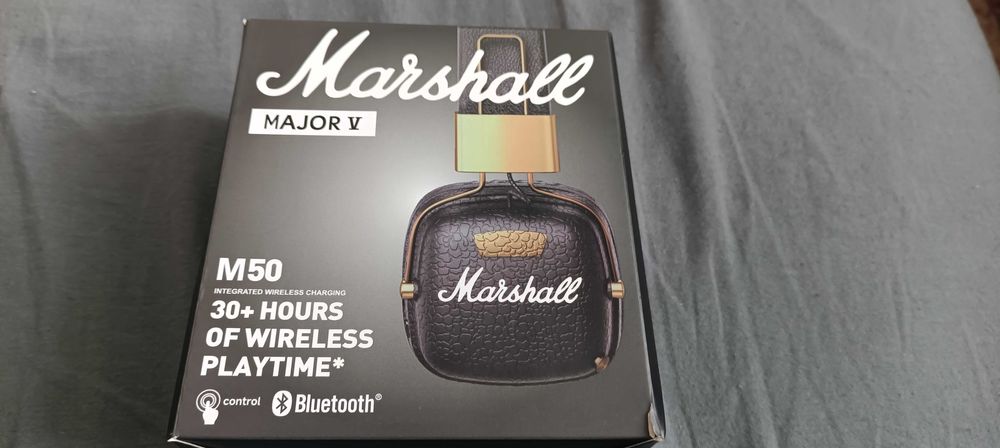 Marshall
MAJOR V
M50
INTEGRATED WIRELESS CHARGING
30+ HOURS
OF WIRELESS
PLAYTIME*
control
Bluetooth®
Marshall